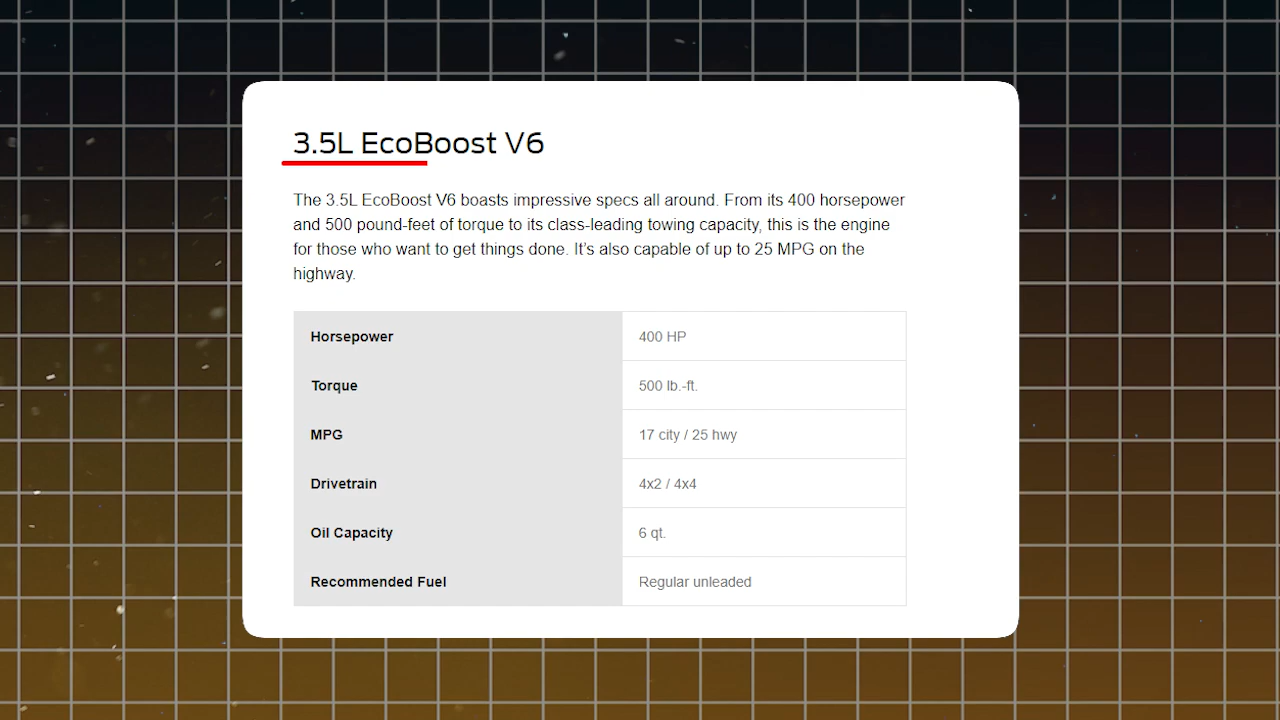 3.5L EcoBoost V6
The 3.5L EcoBoost V6 boasts impressive specs all around. From its 400 horsepower
and 500 pound-feet of torque to its class-leading towing capacity, this is the engine
for those who want to get things done. It’s also capable of up to 25 MPG on the
highway.
Horsepower 400 HP
Torque 500 lb.-ft.
MPG 17 city / 25 hwy
Drivetrain 4x2 / 4x4
Oil Capacity 6 qt.
Recommended Fuel Regular unleaded